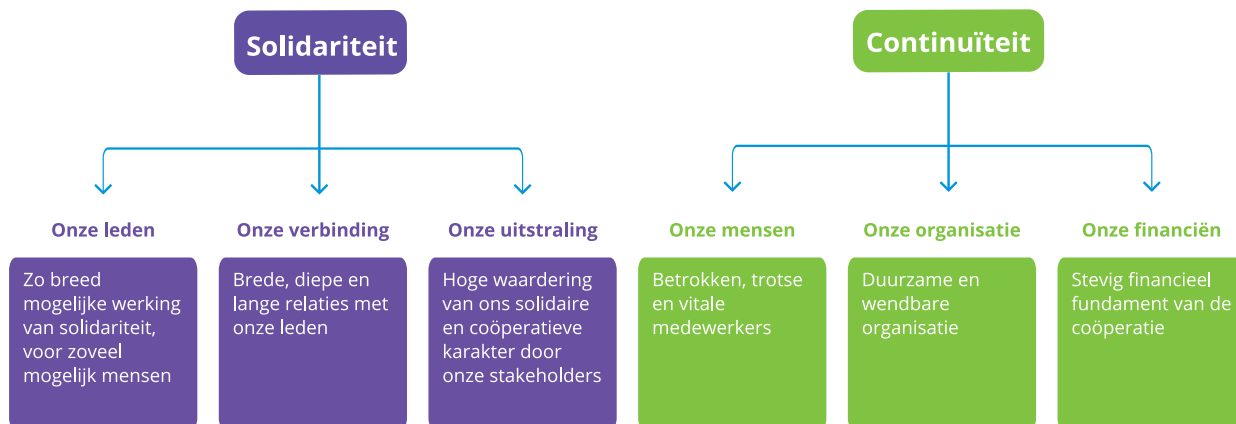 Solidariteit
Continuïteit
Onze leden
Onze verbinding
Onze uitstraling
Onze mensen
Onze organisatie
Onze financiën
Zo breed
mogelijke werking
van solidariteit,
voor zoveel
mogelijk mensen
Brede, diepe en
lange relaties met
onze leden
Hoge waardering
van ons solidaire
en coöperatieve
karakter door
onze stakeholders
Betrokken, trotse
en vitale
medewerkers
Duurzame en
wendbare
organisatie
Stevig financieel
fundament van de
coöperatie